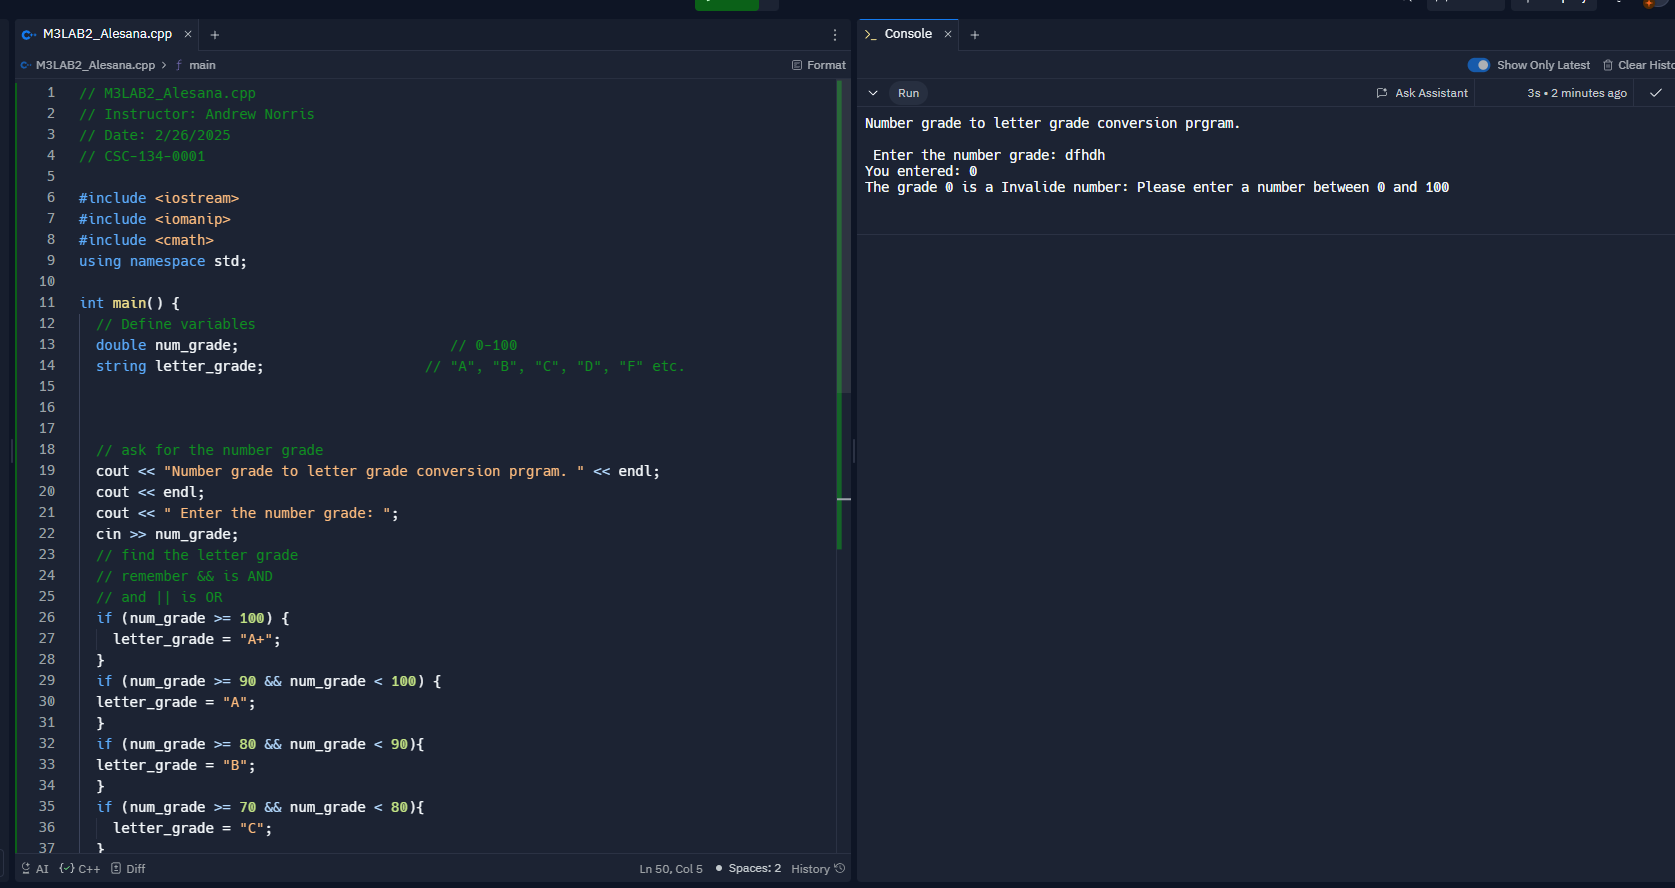 M3LAB2_Alesana.cpp
M3LAB2_Alesana.cpp > f main
Format
1 // M3LAB2_Alesana.cpp
2 // Instructor: Andrew Norris
3 // Date: 2/26/2025
4 // CSC-134-0001
5
6 #include <iostream>
7 #include <iomanip>
8 #include <cmath>
9 using namespace std;
10
11 int main() {
12 // Define variables
13 double num_grade; // 0-100
14 string letter_grade; // "A", "B", "C", "D", "F" etc.
15
16
17
18 // ask for the number grade
19 cout << "Number grade to letter grade conversion prgram. " << endl;
20 cout << endl;
21 cout << " Enter the number grade: ";
22 cin >> num_grade;
23 // find the letter grade
24 // remember && is AND
25 // and || is OR
26 if (num_grade >= 100) {
27 letter_grade = "A+";
28 }
29 if (num_grade >= 90 && num_grade < 100) {
30 letter_grade = "A";
31 }
32 if (num_grade >= 80 && num_grade < 90){
33 letter_grade = "B";
34 }
35 if (num_grade >= 70 && num_grade < 80){
36 letter_grade = "C";
37 }
AI C++ Diff
Ln 50, Col 5 • Spaces: 2 History
Console
Show Only Latest Clear Histo
Run
Ask Assistant 3s • 2 minutes ago
Number grade to letter grade conversion prgram.
Enter the number grade: dfhdh
You entered: 0
The grade 0 is a Invalide number: Please enter a number between 0 and 100